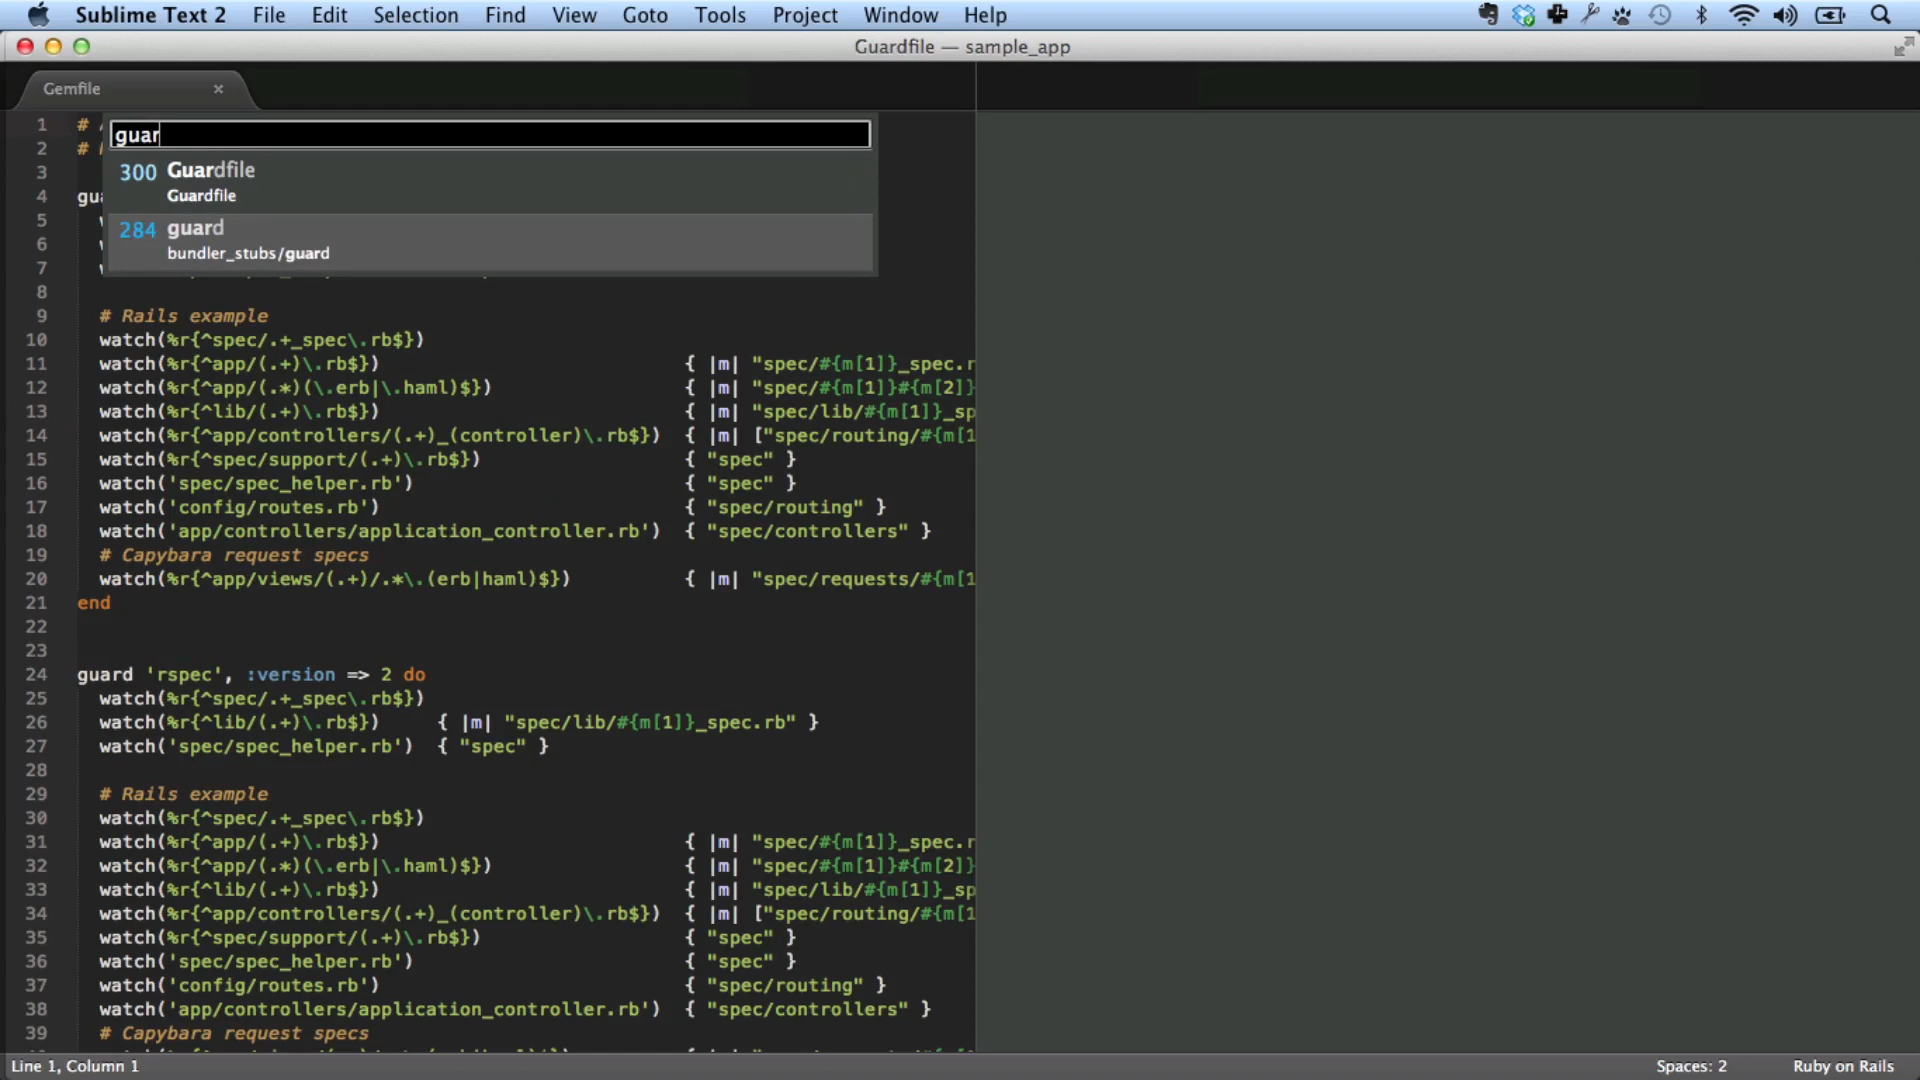 Sublime Text 2 File Edit Selection Find View Goto Tools Project Window Help
Guardfile — sample_app
Gemfile ×
guar
300 Guardfile
Guardfile
284 guard
bundler_stubs/guard
1 #
2 #
3
4 gua
5
6
7
8
9 # Rails example
10 watch(%r{^spec/.+_spec\.rb$})
11 watch(%r{^app/(.+)\.rb$}) { |m| "spec/#{m[1]}_spec.r
12 watch(%r{^app/(.*)(\.erb|\.haml)$}) { |m| "spec/#{m[1]}#{m[2]}
13 watch(%r{^lib/(.+)\.rb$}) { |m| "spec/lib/#{m[1]}_sp
14 watch(%r{^app/controllers/(.+)_(controller)\.rb$}) { |m| ["spec/routing/#{m[1
15 watch(%r{^spec/support/(.+)\.rb$}) { "spec" }
16 watch('spec/spec_helper.rb') { "spec" }
17 watch('config/routes.rb') { "spec/routing" }
18 watch('app/controllers/application_controller.rb') { "spec/controllers" }
19 # Capybara request specs
20 watch(%r{^app/views/(.+)/.*\.(erb|haml)$}) { |m| "spec/requests/#{m[1
21 end
22
23
24 guard 'rspec', :version => 2 do
25 watch(%r{^spec/.+_spec\.rb$})
26 watch(%r{^lib/(.+)\.rb$}) { |m| "spec/lib/#{m[1]}_spec.rb" }
27 watch('spec/spec_helper.rb') { "spec" }
28
29 # Rails example
30 watch(%r{^spec/.+_spec\.rb$})
31 watch(%r{^app/(.+)\.rb$}) { |m| "spec/#{m[1]}_spec.r
32 watch(%r{^app/(.*)(\.erb|\.haml)$}) { |m| "spec/#{m[1]}#{m[2]}
33 watch(%r{^lib/(.+)\.rb$}) { |m| "spec/lib/#{m[1]}_sp
34 watch(%r{^app/controllers/(.+)_(controller)\.rb$}) { |m| ["spec/routing/#{m[1
35 watch(%r{^spec/support/(.+)\.rb$}) { "spec" }
36 watch('spec/spec_helper.rb') { "spec" }
37 watch('config/routes.rb') { "spec/routing" }
38 watch('app/controllers/application_controller.rb') { "spec/controllers" }
39 # Capybara request specs
Line 1, Column 1 Spaces: 2 Ruby on Rails